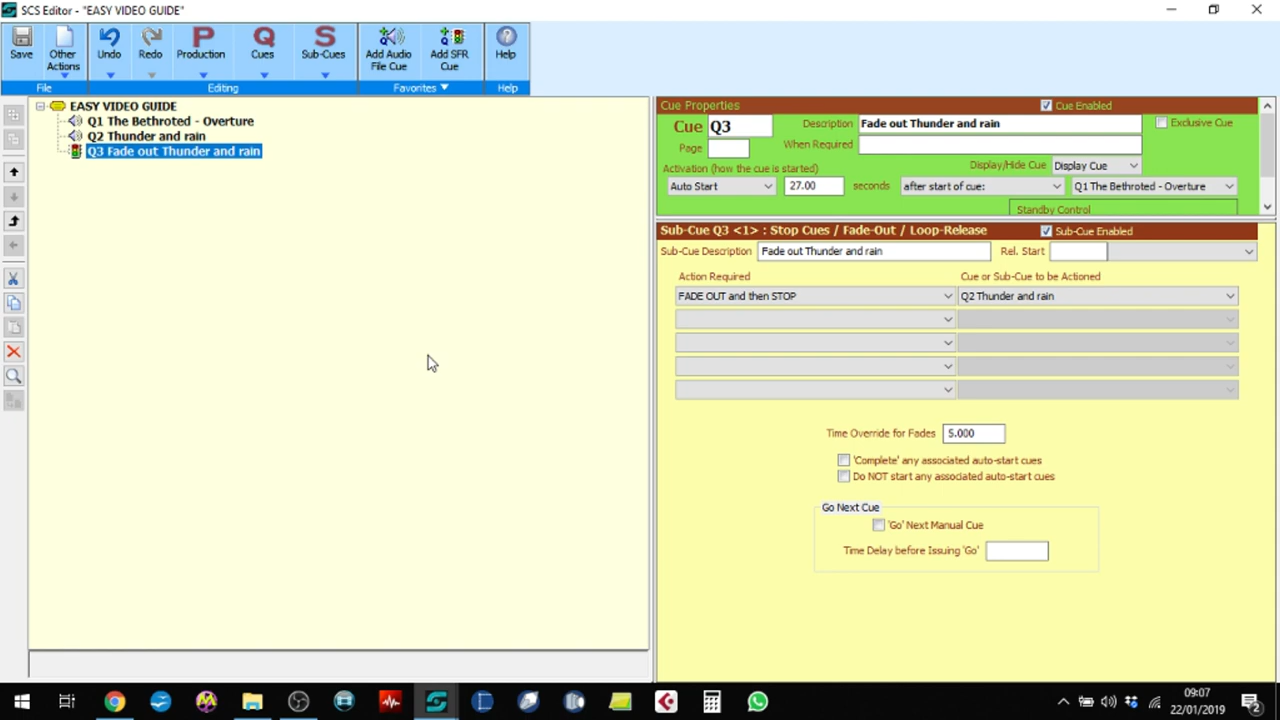 SCS Editor - "EASY VIDEO GUIDE"
Save
Other
Actions
Undo
Redo
P
Production
Q
Cues
S
Sub-Cues
Add Audio
File Cue
Add SFR
Cue
Help
File
Editing
Favorites
Help
EASY VIDEO GUIDE
Q1 The Bethroted - Overture
Q2 Thunder and rain
Q3 Fade out Thunder and rain
Cue Properties
Cue Enabled
Cue Q3
Description Fade out Thunder and rain
Exclusive Cue
Page
When Required
Activation (how the cue is started)
Display/Hide Cue Display Cue
Auto Start 27.00 seconds after start of cue: Q1 The Bethroted - Overture
Standby Control
Sub-Cue Q3 <1> : Stop Cues / Fade-Out / Loop-Release
Sub-Cue Enabled
Sub-Cue Description Fade out Thunder and rain Rel. Start
Action Required
Cue or Sub-Cue to be Actioned
FADE OUT and then STOP
Q2 Thunder and rain
Time Override for Fades 5.000
'Complete' any associated auto-start cues
Do NOT start any associated auto-start cues
Go Next Cue
'Go' Next Manual Cue
Time Delay before Issuing 'Go'
09:07
22/01/2019
2